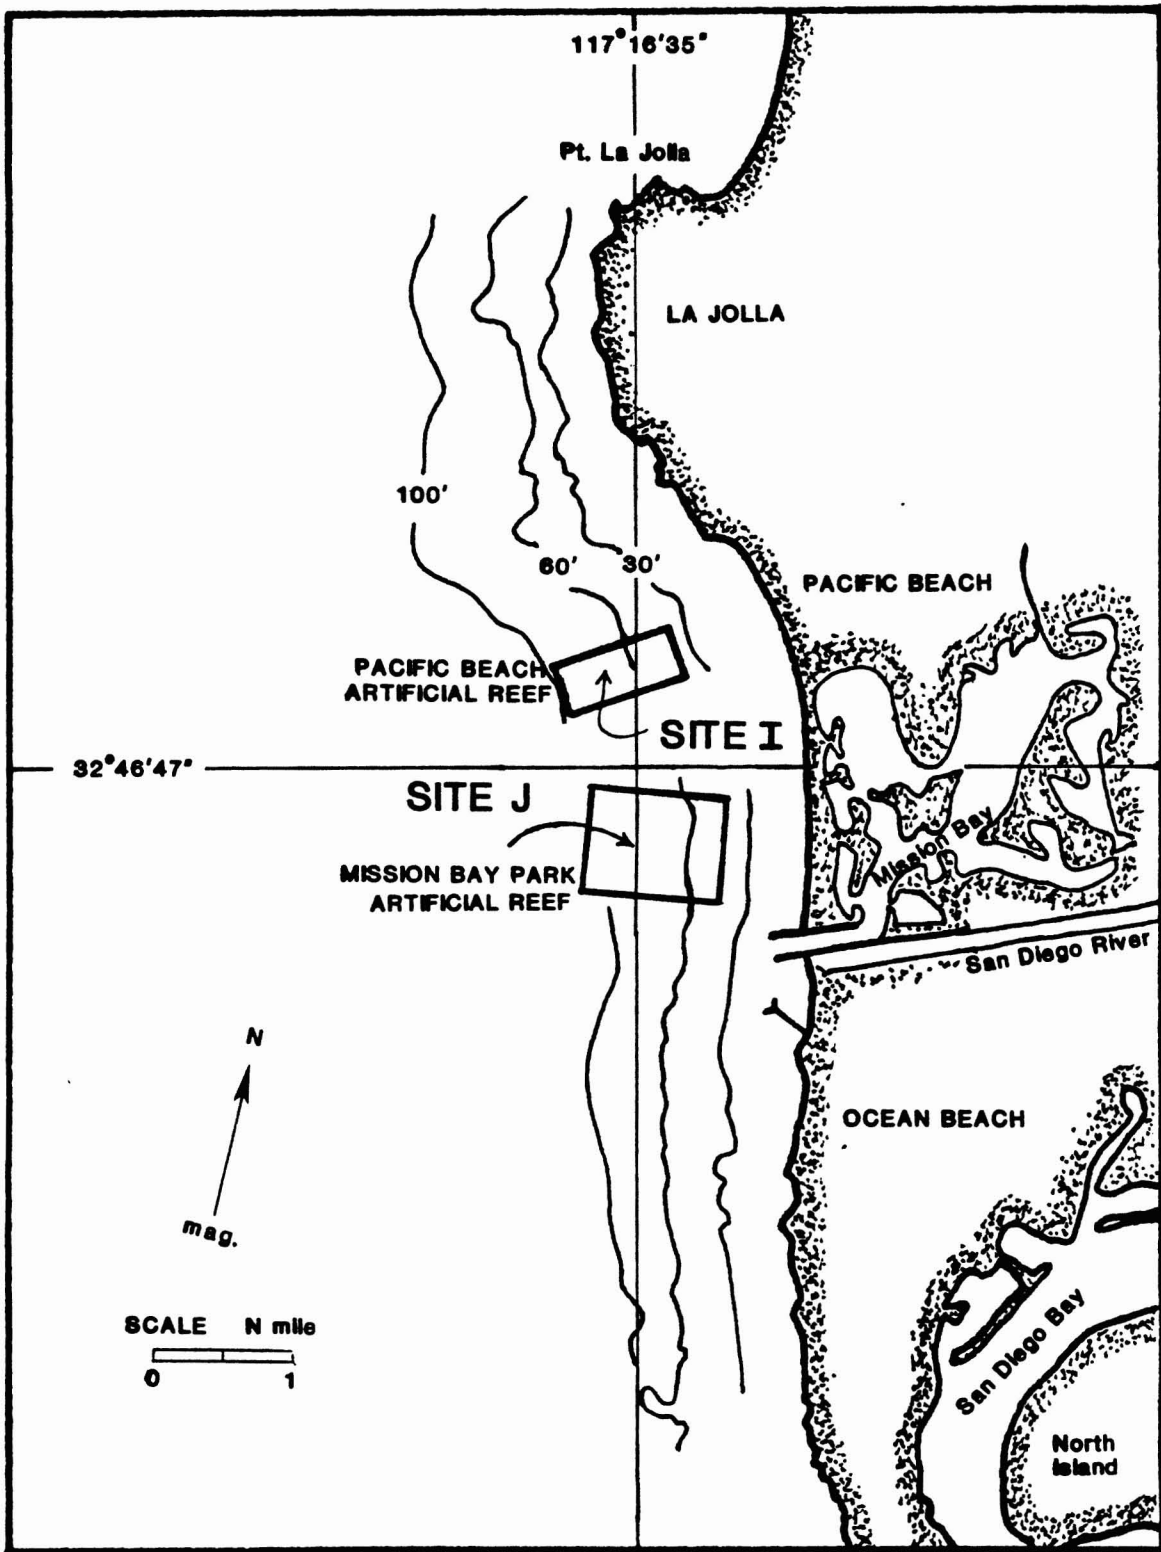 117°16'35"
Pt. La Jolla
LA JOLLA
100'
60'
30'
PACIFIC BEACH
PACIFIC BEACH
ARTIFICIAL REEF
SITE I
32°46'47"
SITE J
MISSION BAY PARK
ARTIFICIAL REEF
Mission Bay
San Diego River
N
mag.
OCEAN BEACH
SCALE N mile
0 1
San Diego Bay
North
Island